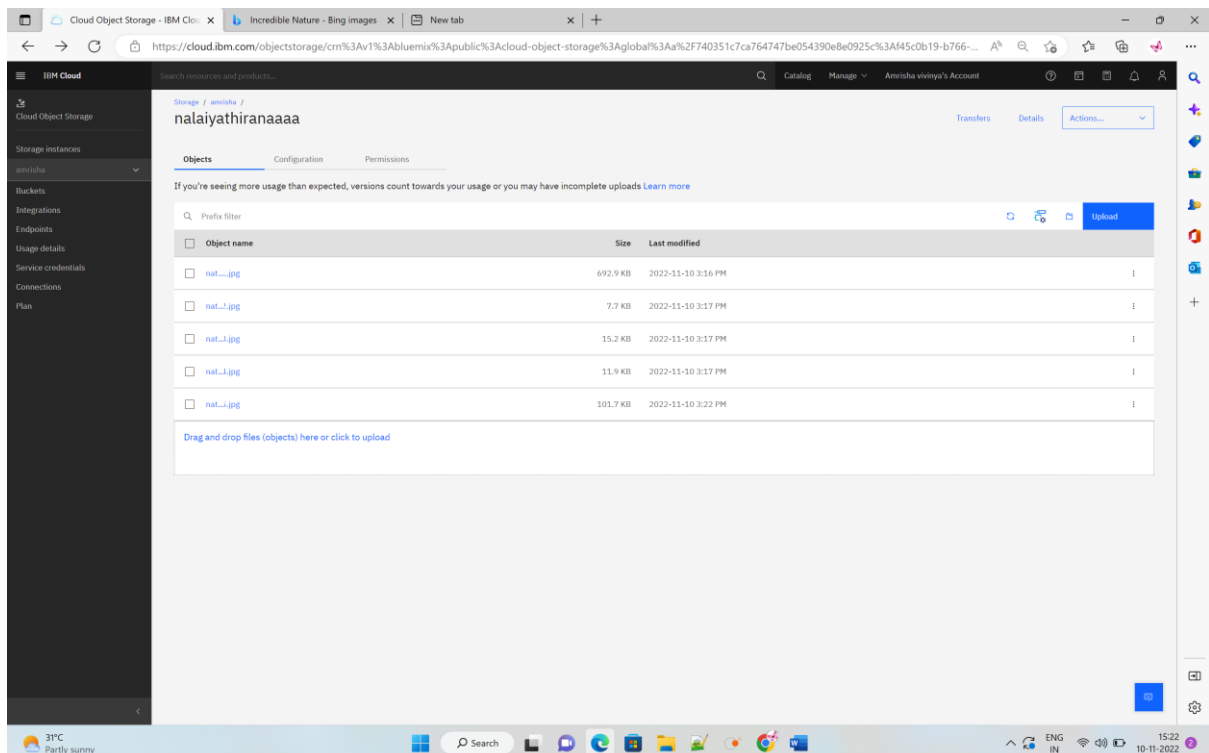 Cloud Object Storage - IBM Clou
Incredible Nature - Bing images
New tab
https://cloud.ibm.com/objectstorage/crn%3Av1%3Abluemix%3Apublic%3Acloud-object-storage%3Aglobal%3Aa%2F740351c7ca764747be054390e8e0925c%3Af45c0b19-b766-...
IBM Cloud
Search resources and products...
Catalog Manage Amrisha vivinya's Account
Cloud Object Storage
Storage instances
amrisha
Buckets
Integrations
Endpoints
Usage details
Service credentials
Connections
Plan
Storage / amrisha /
nalaiyathiranaaaa
Transfers Details Actions...
Objects Configuration Permissions
If you're seeing more usage than expected, versions count towards your usage or you may have incomplete uploads Learn more
Prefix filter
Upload
Object name Size Last modified
nat...jpg 692.9 KB 2022-11-10 3:16 PM
nat...jpg 7.7 KB 2022-11-10 3:17 PM
nat...jpg 15.2 KB 2022-11-10 3:17 PM
nat...jpg 11.9 KB 2022-11-10 3:17 PM
nat...jpg 101.7 KB 2022-11-10 3:22 PM
Drag and drop files (objects) here or click to upload
31°C
Partly sunny
Search
ENG
IN
15:22
10-11-2022
2